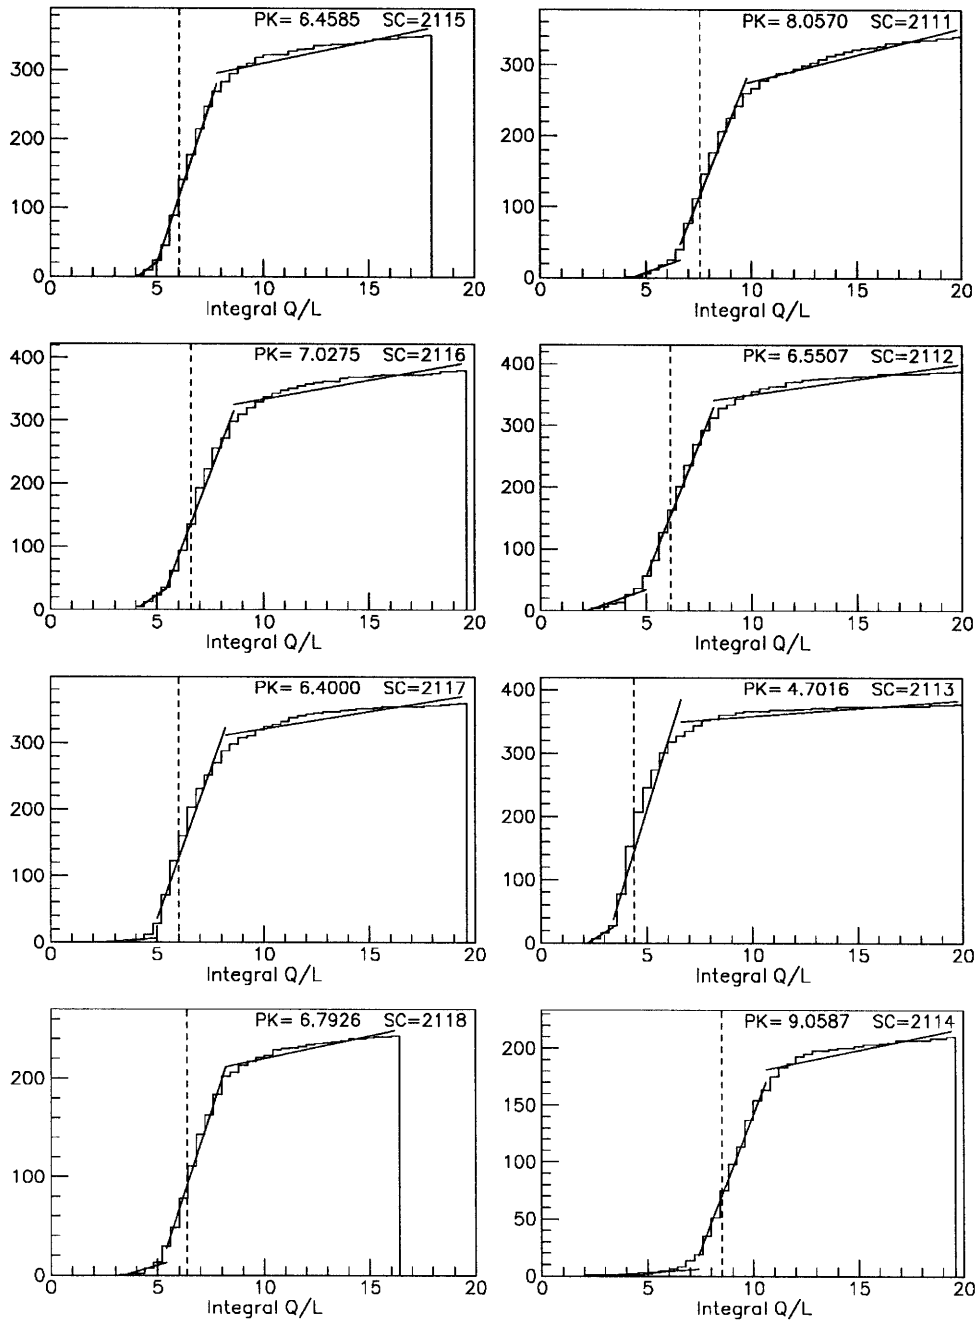 PK= 6.4585 SC=2115
300
200
100
0
0 5 10 15 20
Integral Q/L
PK= 8.0570 SC=2111
300
200
100
0
0 5 10 15 20
Integral Q/L
PK= 7.0275 SC=2116
400
300
200
100
0
0 5 10 15 20
Integral Q/L
PK= 6.5507 SC=2112
400
300
200
100
0
0 5 10 15 20
Integral Q/L
PK= 6.4000 SC=2117
300
200
100
0
0 5 10 15 20
Integral Q/L
PK= 4.7016 SC=2113
400
300
200
100
0
0 5 10 15 20
Integral Q/L
PK= 6.7926 SC=2118
200
100
0
0 5 10 15 20
Integral Q/L
PK= 9.0587 SC=2114
200
150
100
50
0
0 5 10 15 20
Integral Q/L